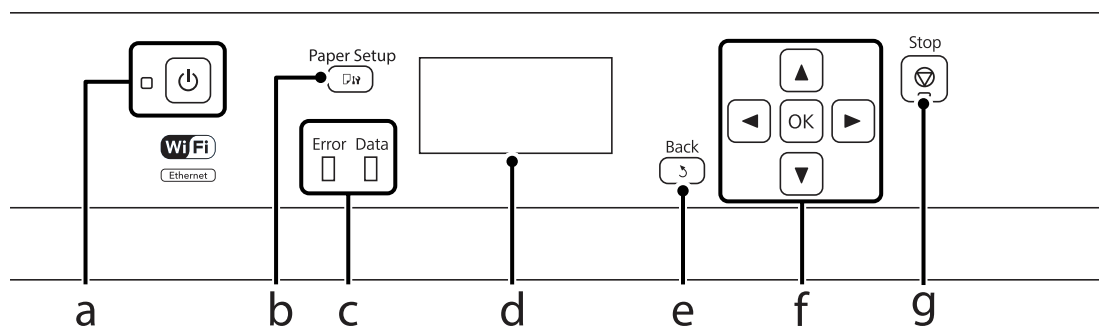 Paper Setup
Stop
Error Data
OK
WiFi
Back
Ethernet
a b c d e f g